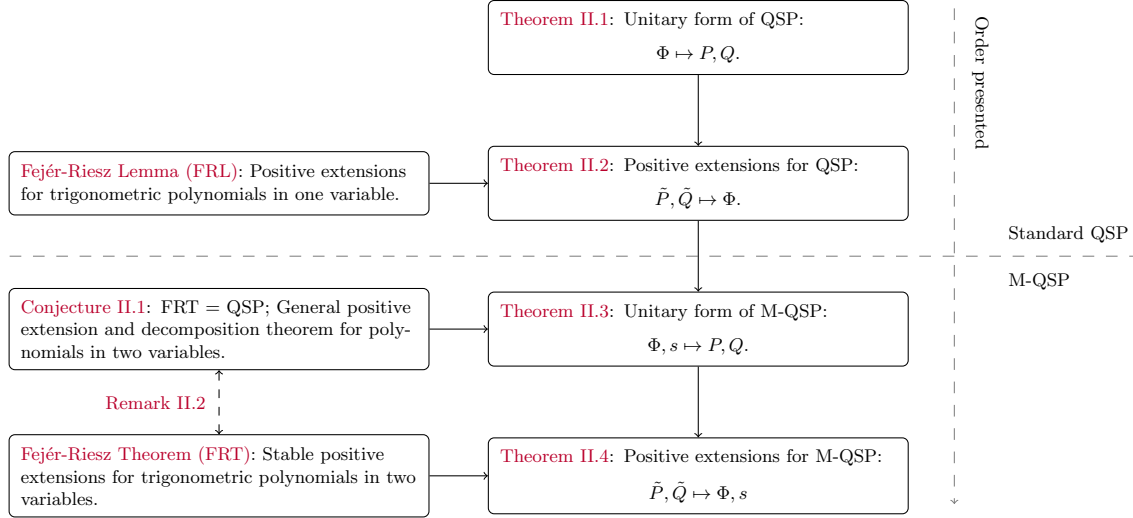 Theorem II.1: Unitary form of QSP:
Φ ↦ P, Q.
Order presented
Fejér-Riesz Lemma (FRL): Positive extensions
for trigonometric polynomials in one variable.
Theorem II.2: Positive extensions for QSP:
P̃, Q̃ ↦ Φ.
Standard QSP
M-QSP
Conjecture II.1: FRT = QSP; General positive
extension and decomposition theorem for poly-
nomials in two variables.
Theorem II.3: Unitary form of M-QSP:
Φ, s ↦ P, Q.
Remark II.2
Fejér-Riesz Theorem (FRT): Stable positive
extensions for trigonometric polynomials in two
variables.
Theorem II.4: Positive extensions for M-QSP:
P̃, Q̃ ↦ Φ, s